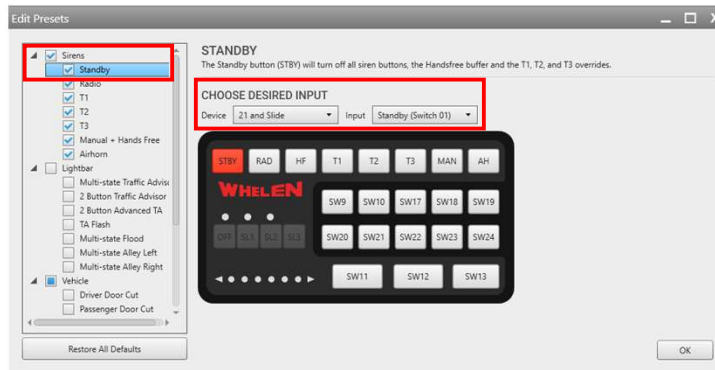 Edit Presets
Sirens
Standby
Radio
T1
T2
T3
Manual + Hands Free
Airhorn
Lightbar
Multi-state Traffic Advis
2 Button Traffic Advisor
2 Button Advanced TA
TA Flash
Multi-state Flood
Multi-state Alley Left
Multi-state Alley Right
Vehicle
Driver Door Cut
Passenger Door Cut
Restore All Defaults
STANDBY
The Standby button (STBY) will turn off all siren buttons, the Handsfree buffer and the T1, T2, and T3 overrides.
CHOOSE DESIRED INPUT
Device 21 and Slide Input Standby (Switch 01)
STBY RAD HF T1 T2 T3 MAN AH
WHELEN
SW9 SW10 SW17 SW18 SW19
OFF SL1 SL2 SL3 SW20 SW21 SW22 SW23 SW24
SW11 SW12 SW13
OK